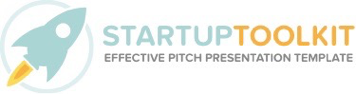 STARTUPTOOLKIT
EFFECTIVE PITCH PRESENTATION TEMPLATE